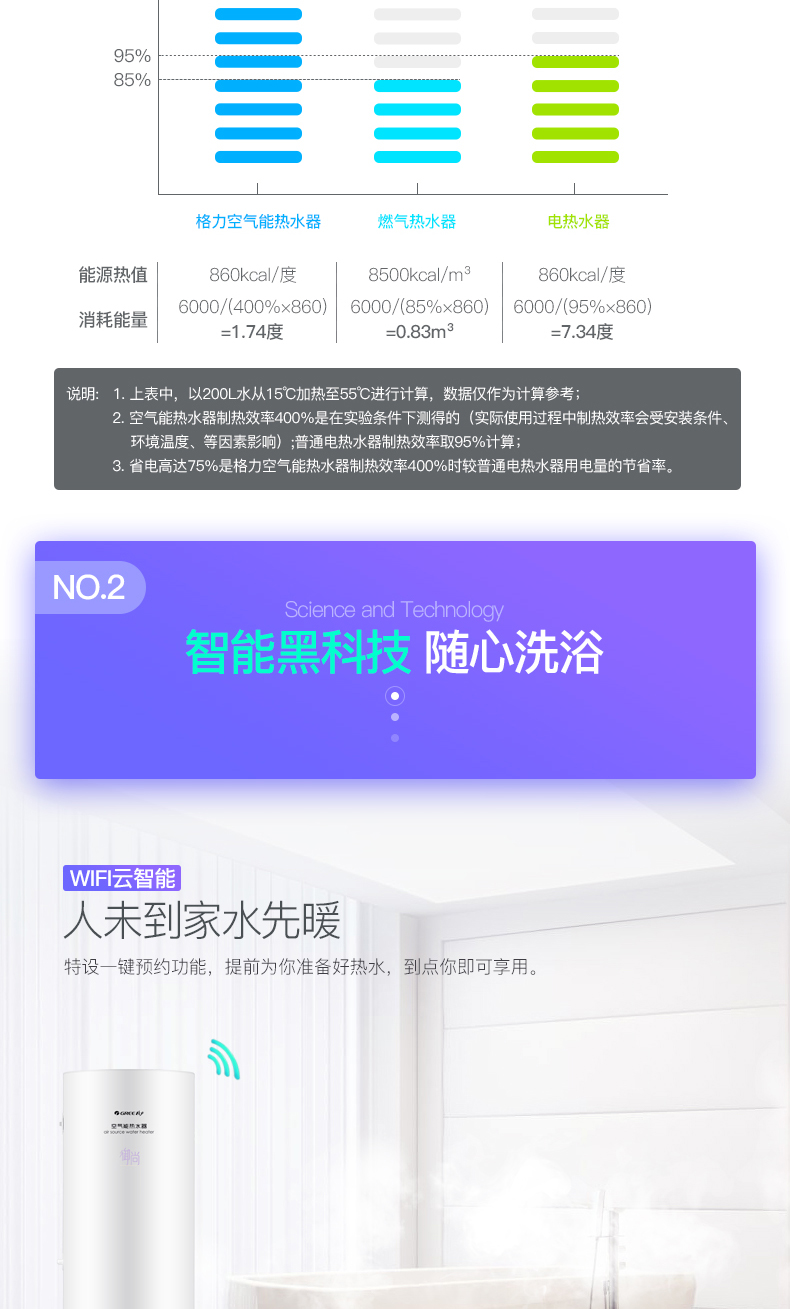 95%
85%
格力空气能热水器 燃气热水器 电热水器
能源热值 860kcal/度 8500kcal/m³ 860kcal/度
消耗能量 6000/(400%×860) 6000/(85%×860) 6000/(95%×860)
=1.74度 =0.83m³ =7.34度
说明: 1. 上表中，以200L水从15℃加热至55℃进行计算，数据仅作为计算参考；
2. 空气能热水器制热效率400%是在实验条件下测得的（实际使用过程中制热效率会受安装条件、
环境温度、等因素影响）;普通电热水器制热效率取95%计算；
3. 省电高达75%是格力空气能热水器制热效率400%时较普通电热水器用电量的节省率。
NO.2
Science and Technology
智能黑科技 随心洗浴
WIFI云智能
人未到家水先暖
特设一键预约功能，提前为你准备好热水，到点你即可享用。
GREE格力
空气能热水器
air source water heater